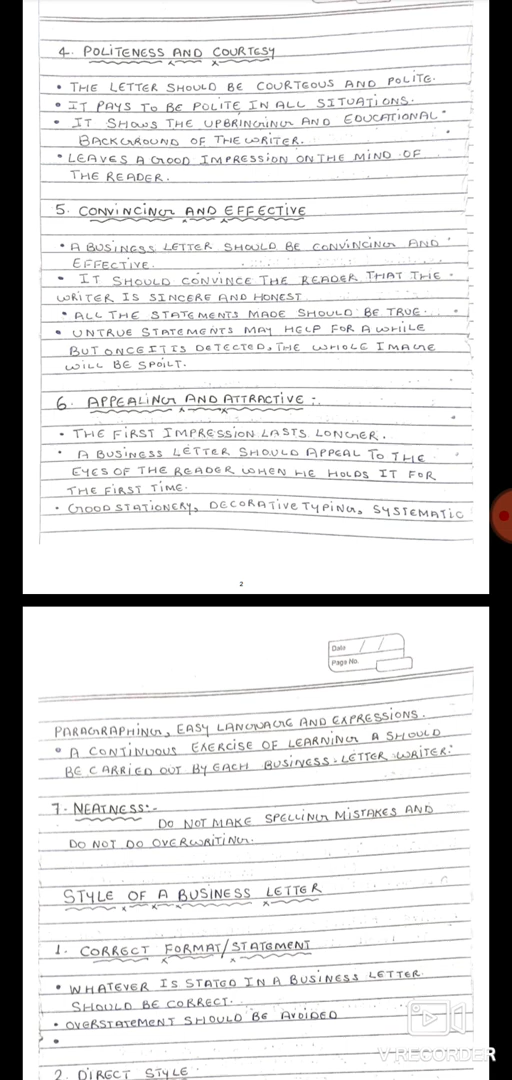 4. POLITENESS AND COURTESY
• THE LETTER SHOULD BE COURTEOUS AND POLITE.
• IT PAYS TO BE POLITE IN ALL SITUATIONS.
• IT SHOWS THE UPBRINGING AND EDUCATIONAL
BACKGROUND OF THE WRITER.
• LEAVES A GOOD IMPRESSION ON THE MIND OF
THE READER.
5. CONVINCING AND EFFECTIVE
• A BUSINESS LETTER SHOULD BE CONVINCING AND
EFFECTIVE.
• IT SHOULD CONVINCE THE READER THAT THE
WRITER IS SINCERE AND HONEST
• ALL THE STATEMENTS MADE SHOULD BE TRUE.
• UNTRUE STATEMENTS MAY HELP FOR A WHILE
BUT ONCE IT IS DETECTED, THE WHOLE IMAGE
WILL BE SPOILT.
6. APPEALING AND ATTRACTIVE :-
• THE FIRST IMPRESSION LASTS LONGER.
• A BUSINESS LETTER SHOULD APPEAL TO THE
EYES OF THE READER WHEN HE HOLDS IT FOR
THE FIRST TIME.
• GOOD STATIONERY, DECORATIVE TYPING, SYSTEMATIC
2
Date / /
Page No.
PARAGRAPHING, EASY LANGUAGE AND EXPRESSIONS.
• A CONTINUOUS EXERCISE OF LEARNING A SHOULD
BE CARRIED OUT BY EACH BUSINESS LETTER WRITER.
7. NEATNESS:-
DO NOT MAKE SPELLING MISTAKES AND
DO NOT DO OVERWRITING.
STYLE OF A BUSINESS LETTER
1. CORRECT FORMAT/STATEMENT
• WHATEVER IS STATED IN A BUSINESS LETTER
SHOULD BE CORRECT.
• OVERSTATEMENT SHOULD BE AVOIDED
•
2. DIRECT STYLE
V RECORDER